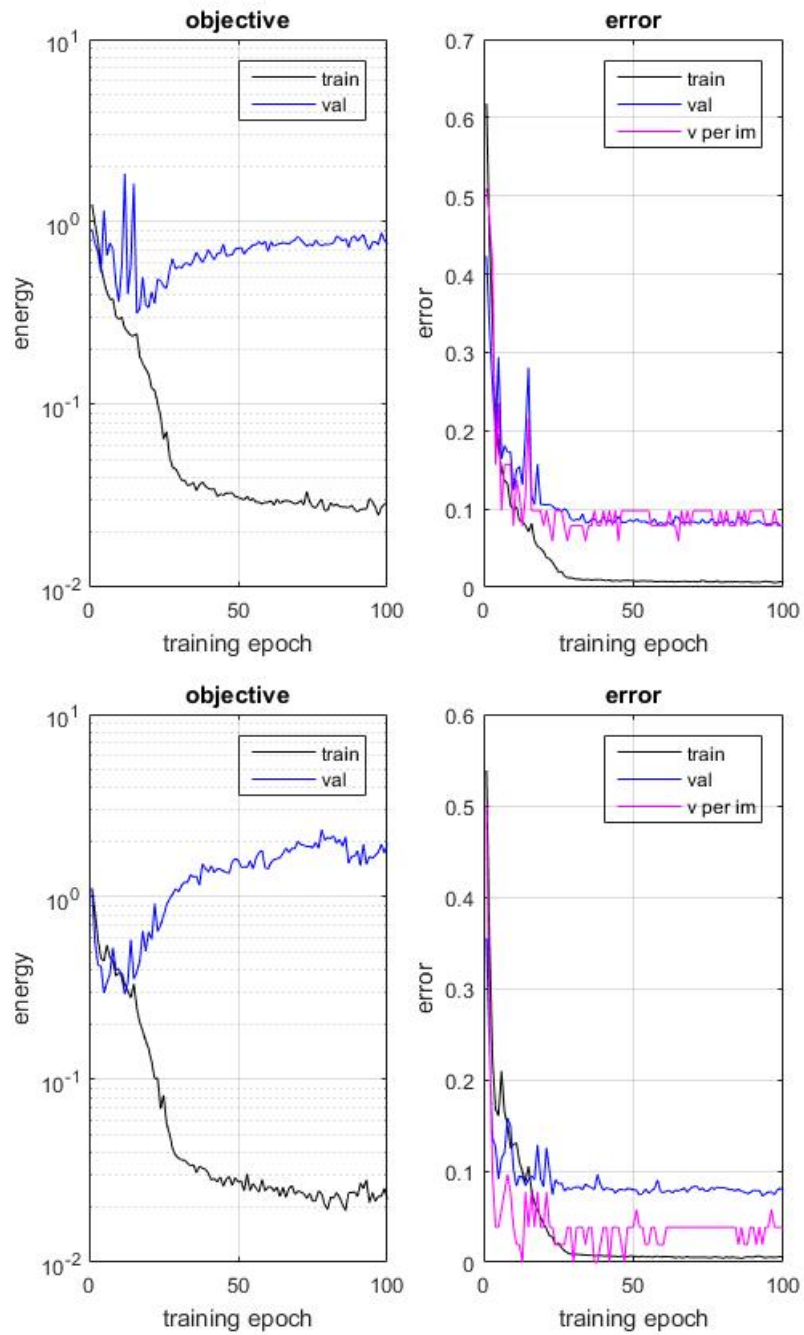 objective
10^1
10^0
10^-1
10^-2
energy
train
val
0
50
100
training epoch
error
0.7
0.6
0.5
0.4
0.3
0.2
0.1
0
error
train
val
v per im
0
50
100
training epoch
objective
10^1
10^0
10^-1
10^-2
energy
train
val
0
50
100
training epoch
error
0.6
0.5
0.4
0.3
0.2
0.1
0
error
train
val
v per im
0
50
100
training epoch